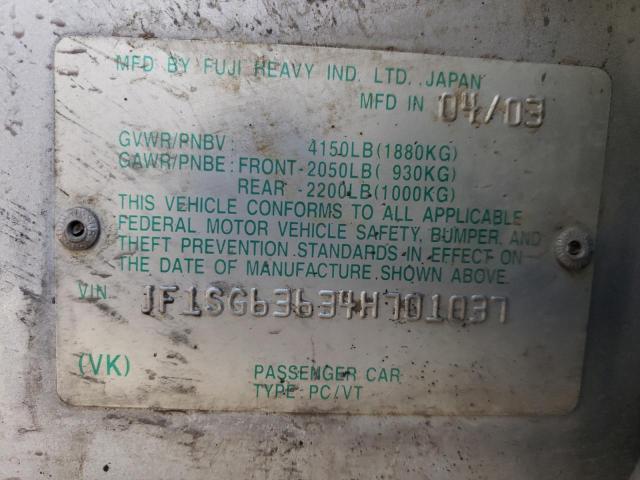 MFD BY FUJI HEAVY IND. LTD. JAPAN
MFD IN 04/03
GVWR/PNBV: 4150LB(1880KG)
GAWR/PNBE: FRONT-2050LB( 930KG)
REAR -2200LB(1000KG)
THIS VEHICLE CONFORMS TO ALL APPLICABLE
FEDERAL MOTOR VEHICLE SAFETY, BUMPER, AND
THEFT PREVENTION STANDARDS IN EFFECT ON
THE DATE OF MANUFACTURE SHOWN ABOVE.
VIN JF1SG63634H701037
(VK) PASSENGER CAR
TYPE:PC/VT